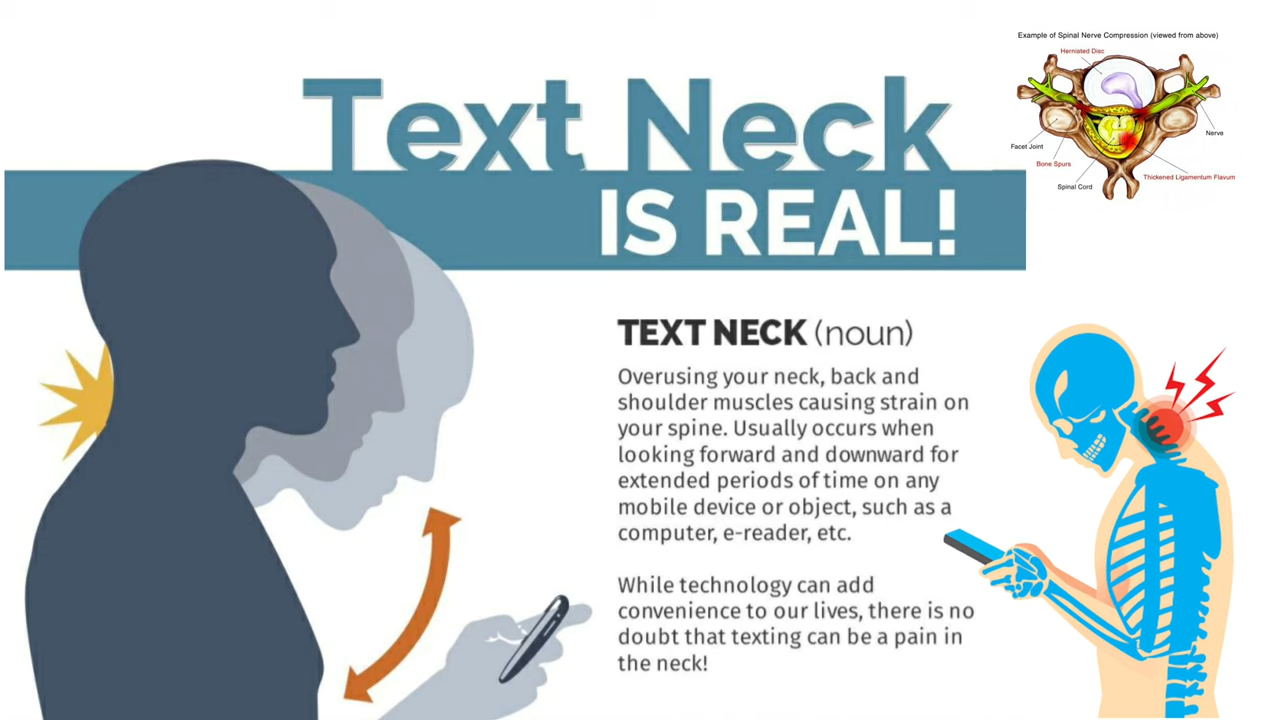 Text Neck
IS REAL!
Example of Spinal Nerve Compression (viewed from above)
Herniated Disc
Nerve
Facet Joint
Bone Spurs
Thickened Ligamentum Flavum
Spinal Cord
TEXT NECK (noun)
Overusing your neck, back and
shoulder muscles causing strain on
your spine. Usually occurs when
looking forward and downward for
extended periods of time on any
mobile device or object, such as a
computer, e-reader, etc.
While technology can add
convenience to our lives, there is no
doubt that texting can be a pain in
the neck!